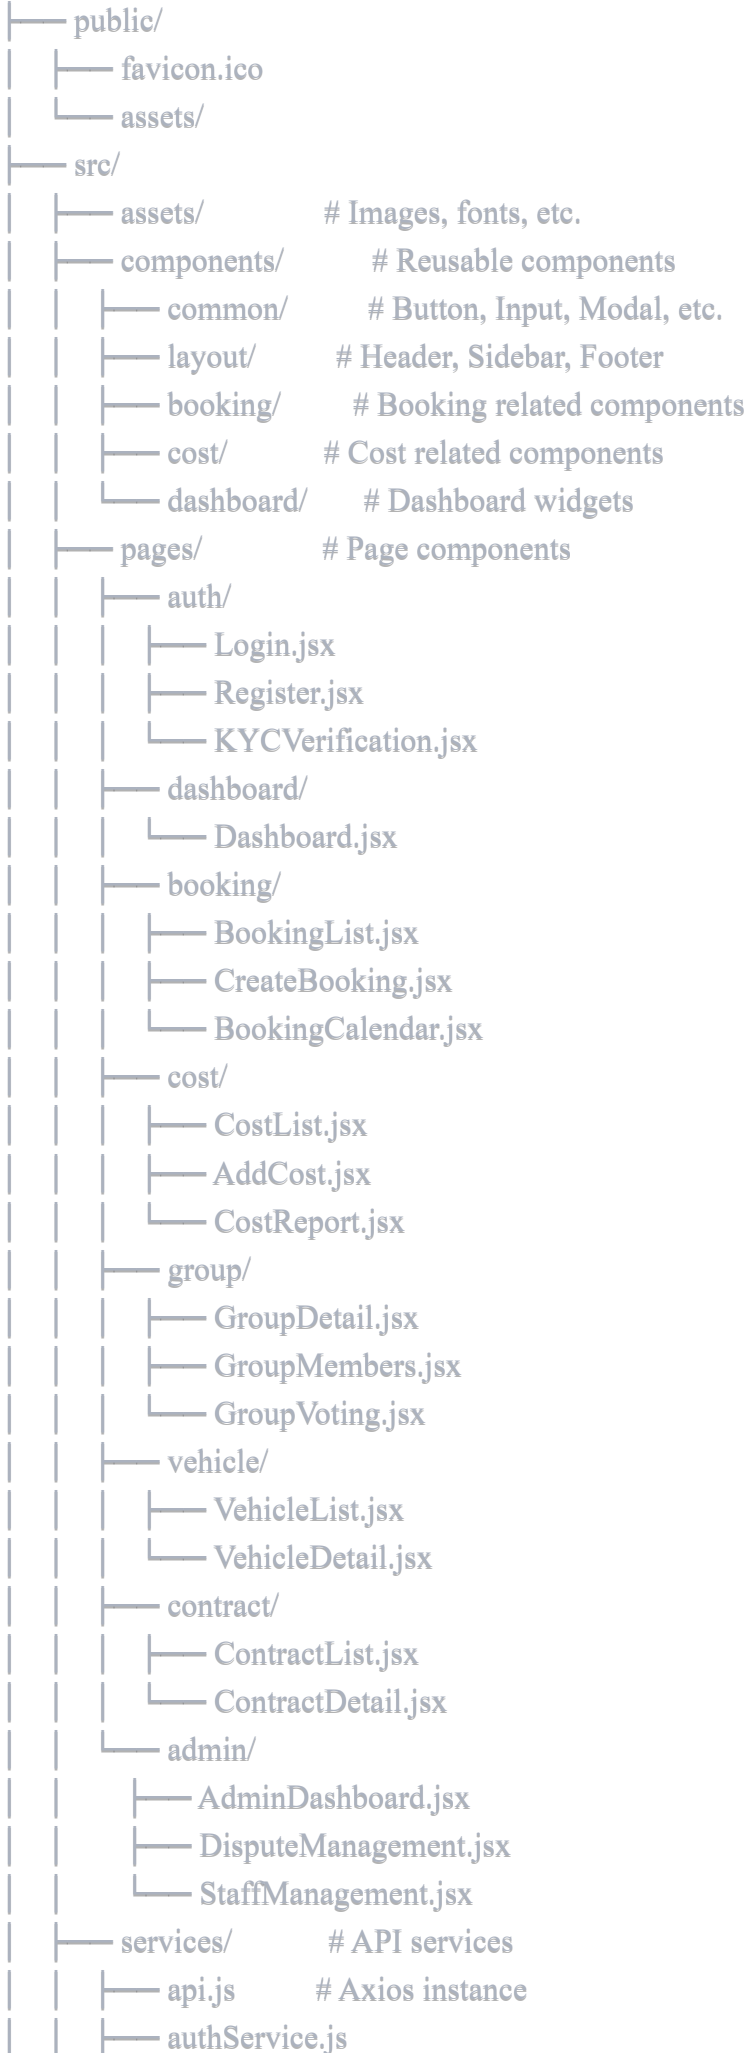 ├── public/
│   ├── favicon.ico
│   └── assets/
├── src/
│   ├── assets/ # Images, fonts, etc.
│   ├── components/ # Reusable components
│   │   ├── common/ # Button, Input, Modal, etc.
│   │   ├── layout/ # Header, Sidebar, Footer
│   │   ├── booking/ # Booking related components
│   │   ├── cost/ # Cost related components
│   │   └── dashboard/ # Dashboard widgets
│   ├── pages/ # Page components
│   │   ├── auth/
│   │   │   ├── Login.jsx
│   │   │   ├── Register.jsx
│   │   │   └── KYCVerification.jsx
│   │   ├── dashboard/
│   │   │   └── Dashboard.jsx
│   │   ├── booking/
│   │   │   ├── BookingList.jsx
│   │   │   ├── CreateBooking.jsx
│   │   │   └── BookingCalendar.jsx
│   │   ├── cost/
│   │   │   ├── CostList.jsx
│   │   │   ├── AddCost.jsx
│   │   │   └── CostReport.jsx
│   │   ├── group/
│   │   │   ├── GroupDetail.jsx
│   │   │   ├── GroupMembers.jsx
│   │   │   └── GroupVoting.jsx
│   │   ├── vehicle/
│   │   │   ├── VehicleList.jsx
│   │   │   └── VehicleDetail.jsx
│   │   ├── contract/
│   │   │   ├── ContractList.jsx
│   │   │   └── ContractDetail.jsx
│   │   └── admin/
│   │       ├── AdminDashboard.jsx
│   │       ├── DisputeManagement.jsx
│   │       └── StaffManagement.jsx
│   ├── services/ # API services
│   │   ├── api.js # Axios instance
│   │   ├── authService.js